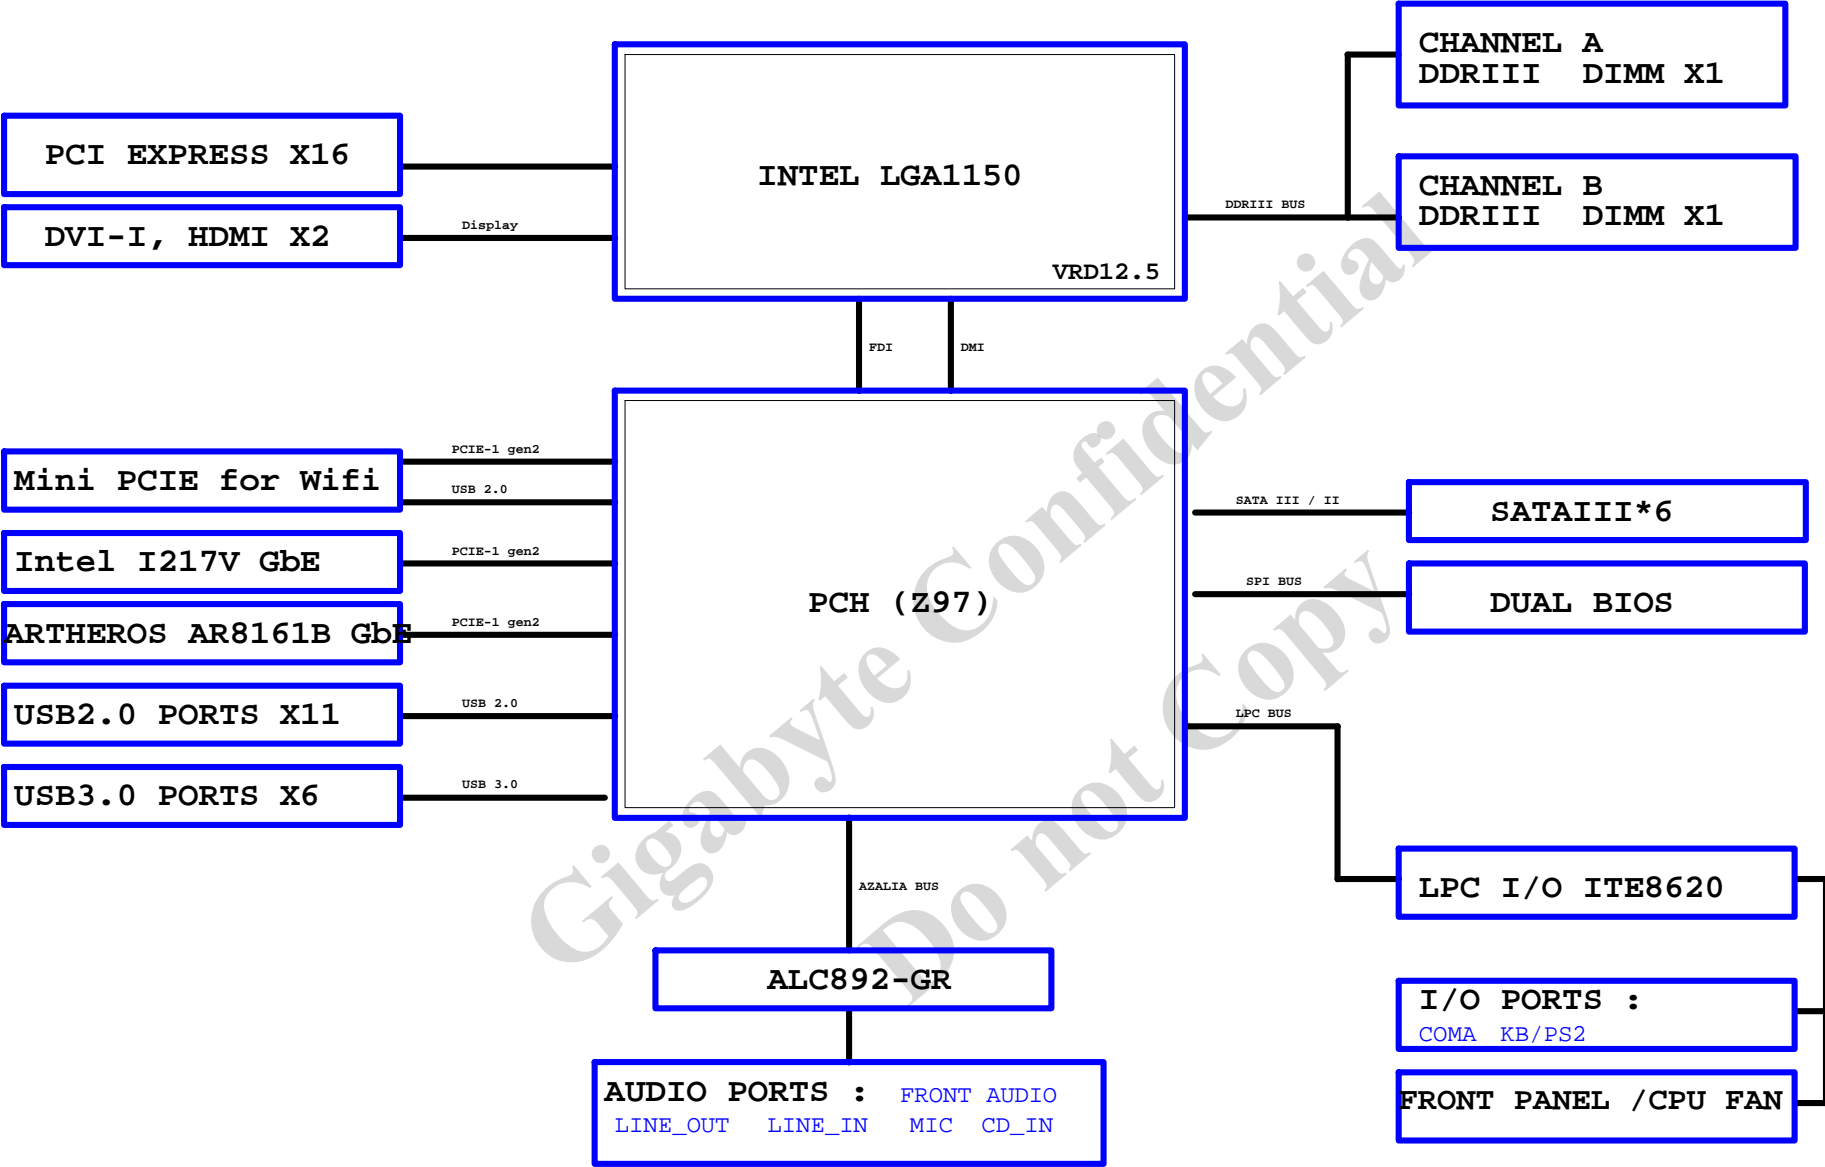 CHANNEL A
DDRIII DIMM X1
PCI EXPRESS X16
INTEL LGA1150
CHANNEL B
DDRIII DIMM X1
DDRIII BUS
DVI-I, HDMI X2
Display
VRD12.5
FDI
DMI
Mini PCIE for Wifi
PCIE-1 gen2
USB 2.0
SATA III / II
SATAIII*6
Intel I217V GbE
PCIE-1 gen2
SPI BUS
DUAL BIOS
PCH (Z97)
ARTHEROS AR8161B GbE
PCIE-1 gen2
USB2.0 PORTS X11
USB 2.0
LPC BUS
USB3.0 PORTS X6
USB 3.0
AZALIA BUS
LPC I/O ITE8620
ALC892-GR
I/O PORTS :
COMA KB/PS2
AUDIO PORTS : FRONT AUDIO
LINE_OUT LINE_IN MIC CD_IN
FRONT PANEL /CPU FAN
Gigabyte Confidential
Do not Copy